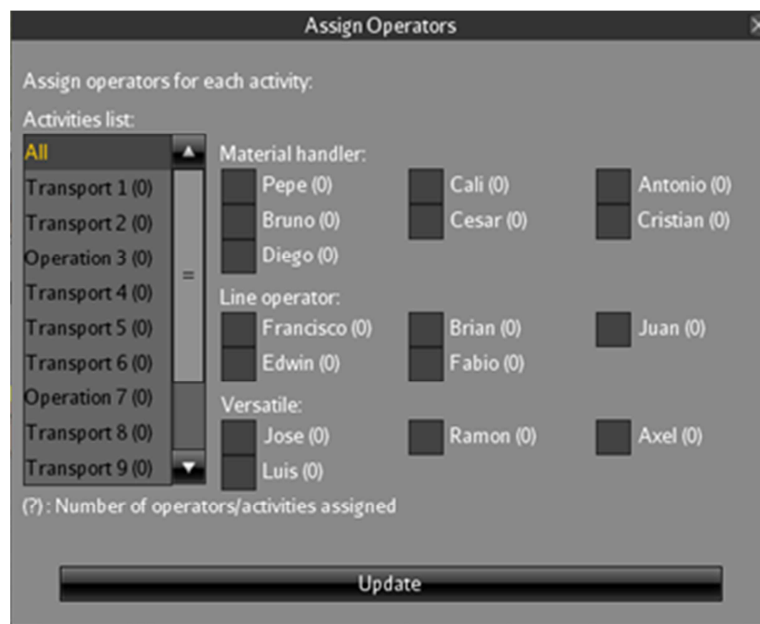 Assign Operators
Assign operators for each activity:
Activities list:
All
Transport 1 (0)
Transport 2 (0)
Operation 3 (0)
Transport 4 (0)
Transport 5 (0)
Transport 6 (0)
Operation 7 (0)
Transport 8 (0)
Transport 9 (0)
Material handler:
Pepe (0) Cali (0) Antonio (0)
Bruno (0) Cesar (0) Cristian (0)
Diego (0)
Line operator:
Francisco (0) Brian (0) Juan (0)
Edwin (0) Fabio (0)
Versatile:
Jose (0) Ramon (0) Axel (0)
Luis (0)
(?) : Number of operators/activities assigned
Update